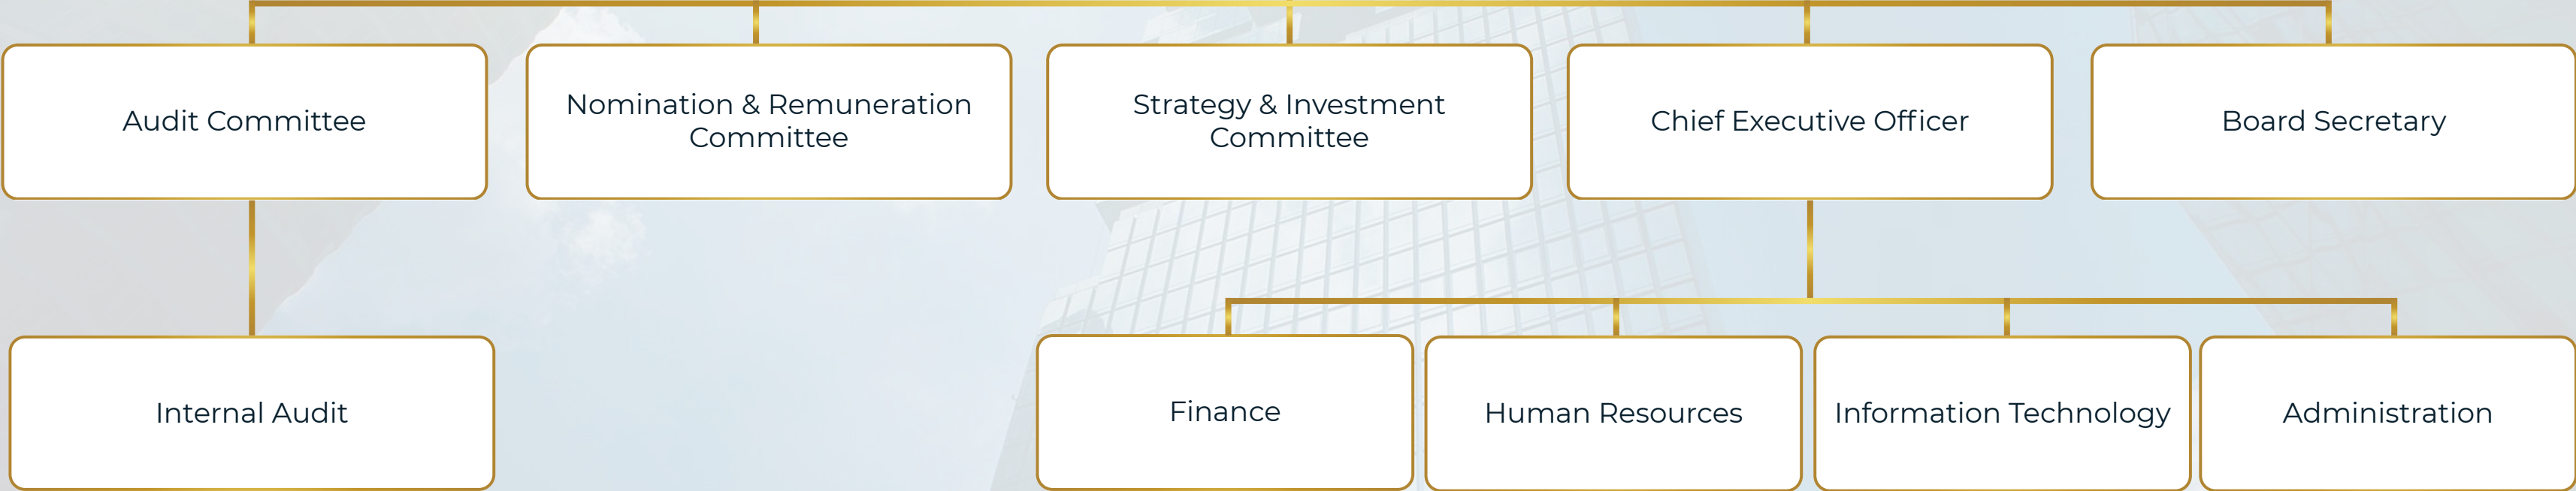 Audit Committee
Nomination & Remuneration
Committee
Strategy & Investment
Committee
Chief Executive Officer
Board Secretary
Internal Audit
Finance
Human Resources
Information Technology
Administration